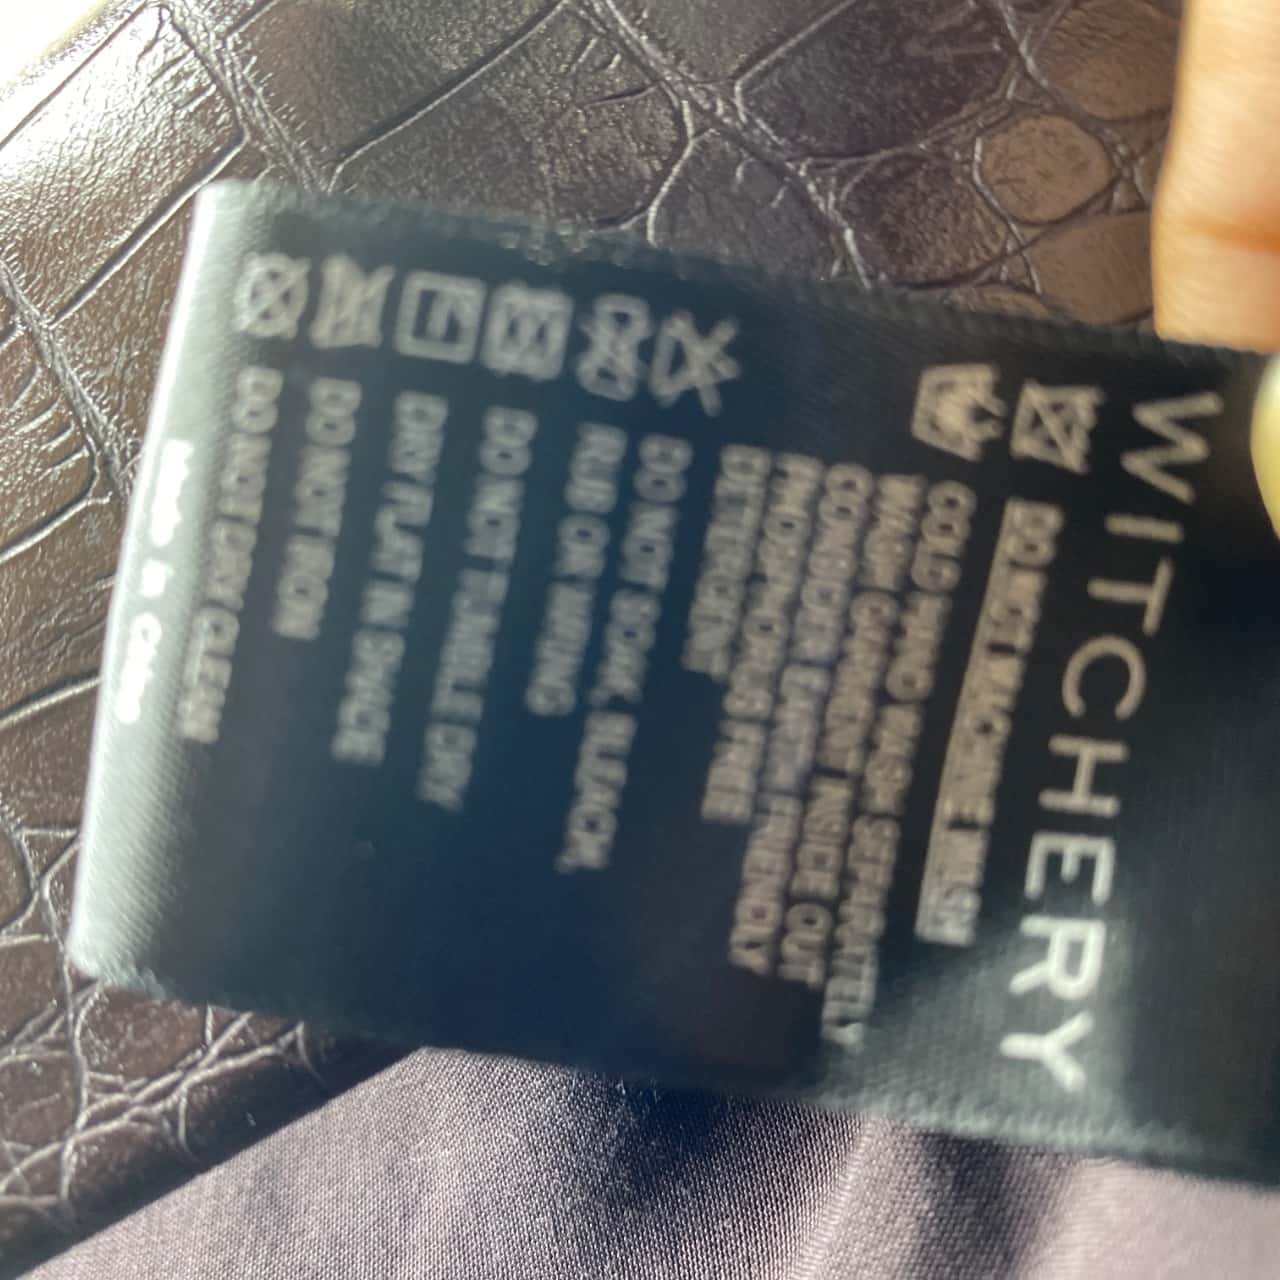 WITCHERY
DO NOT MACHINE WASH
COLD HAND WASH SEPARATELY
WASH GARMENT INSIDE OUT
CONSIDER EARTH FRIENDLY
PHOSPHORUS FREE
DETERGENT
DO NOT SOAK, BLEACH,
RUB OR WRING
DO NOT TUMBLE DRY
DRY FLAT IN SHADE
DO NOT IRON
DO NOT DRY CLEAN
Made in China